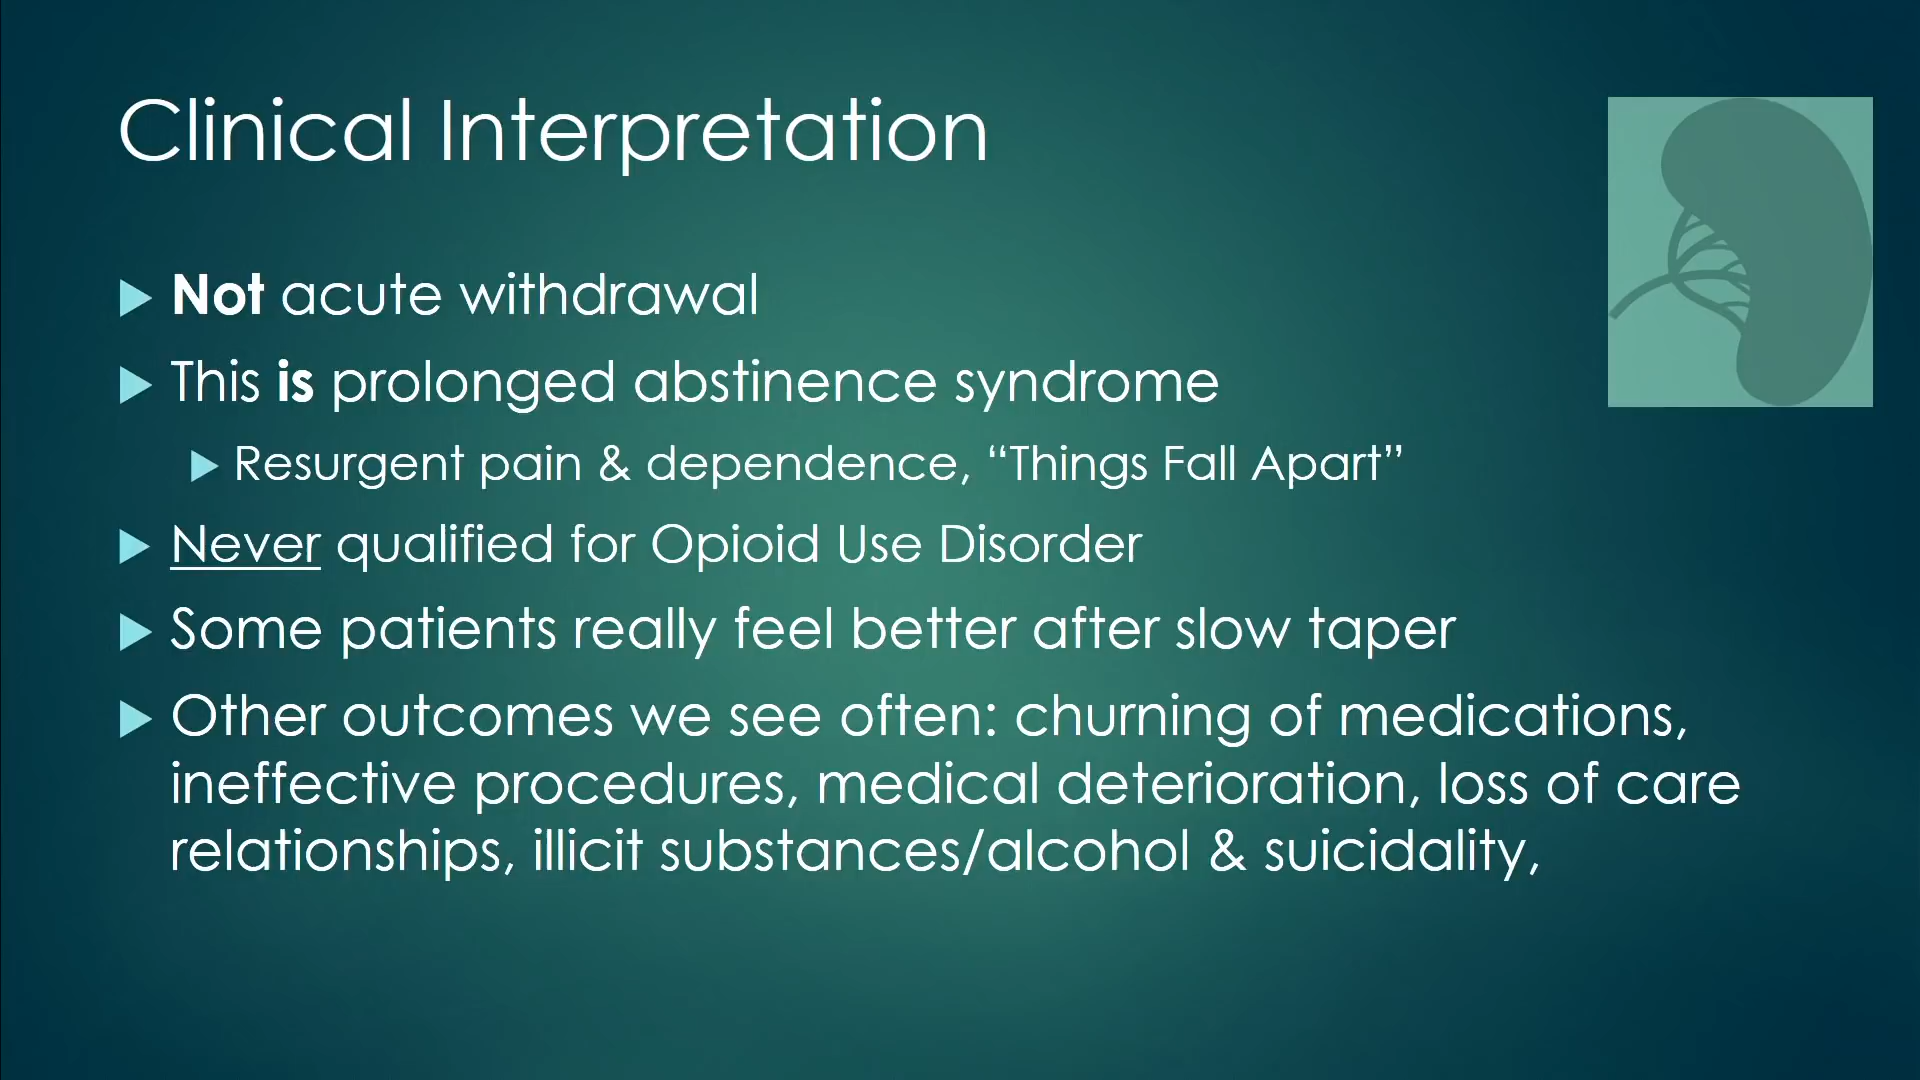 Clinical Interpretation
Not acute withdrawal
This is prolonged abstinence syndrome
Resurgent pain & dependence, “Things Fall Apart”
Never qualified for Opioid Use Disorder
Some patients really feel better after slow taper
Other outcomes we see often: churning of medications,
ineffective procedures, medical deterioration, loss of care
relationships, illicit substances/alcohol & suicidality,